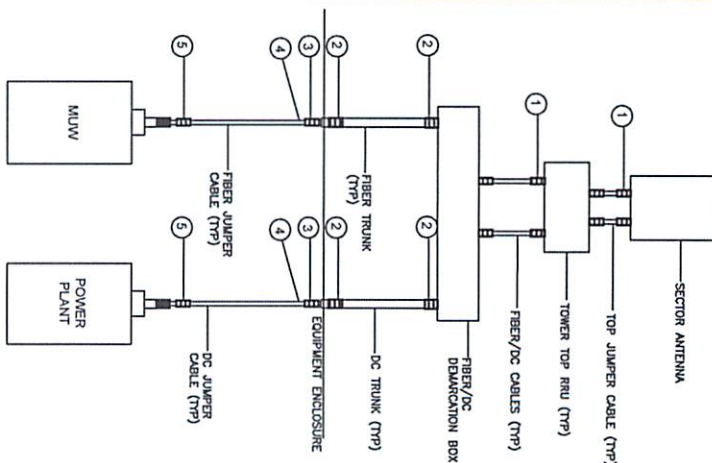 SECTOR ANTENNA
TOP JUMPER CABLE (TYP)
TOWER TOP RRU (TYP)
FIBER/DC CABLES (TYP)
FIBER/DC
DEMARCATION BOX
DC TRUNK (TYP)
EQUIPMENT ENCLOSURE
DC JUMPER
CABLE (TYP)
FIBER TRUNK
(TYP)
FIBER JUMPER
CABLE (TYP)
1
1
2
2
3
4
5
2
2
3
4
5
MUW
POWER
PLANT